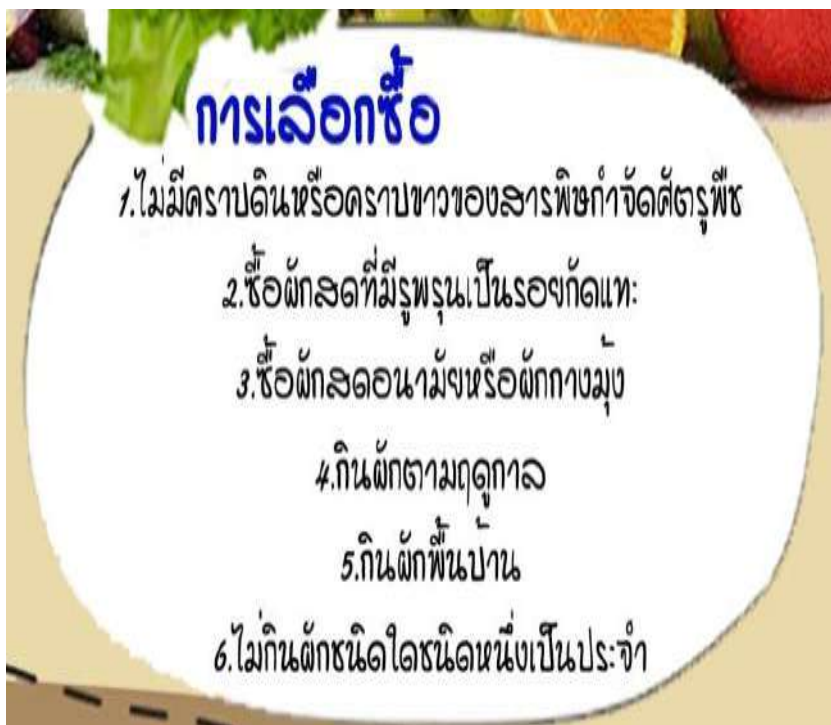 การเลือกซื้อ
1.ไม่มีคราบดินหรือคราบขาวของสารพิษกำจัดศัตรูพืช
2.ซื้อผักสดที่มีรูพรุนเป็นรอยกัดแทะ
3.ซื้อผักสดอนามัยหรือผักกางมุ้ง
4.กินผักตามฤดูกาล
5.กินผักพื้นบ้าน
6.ไม่กินผักชนิดใดชนิดหนึ่งเป็นประจำ